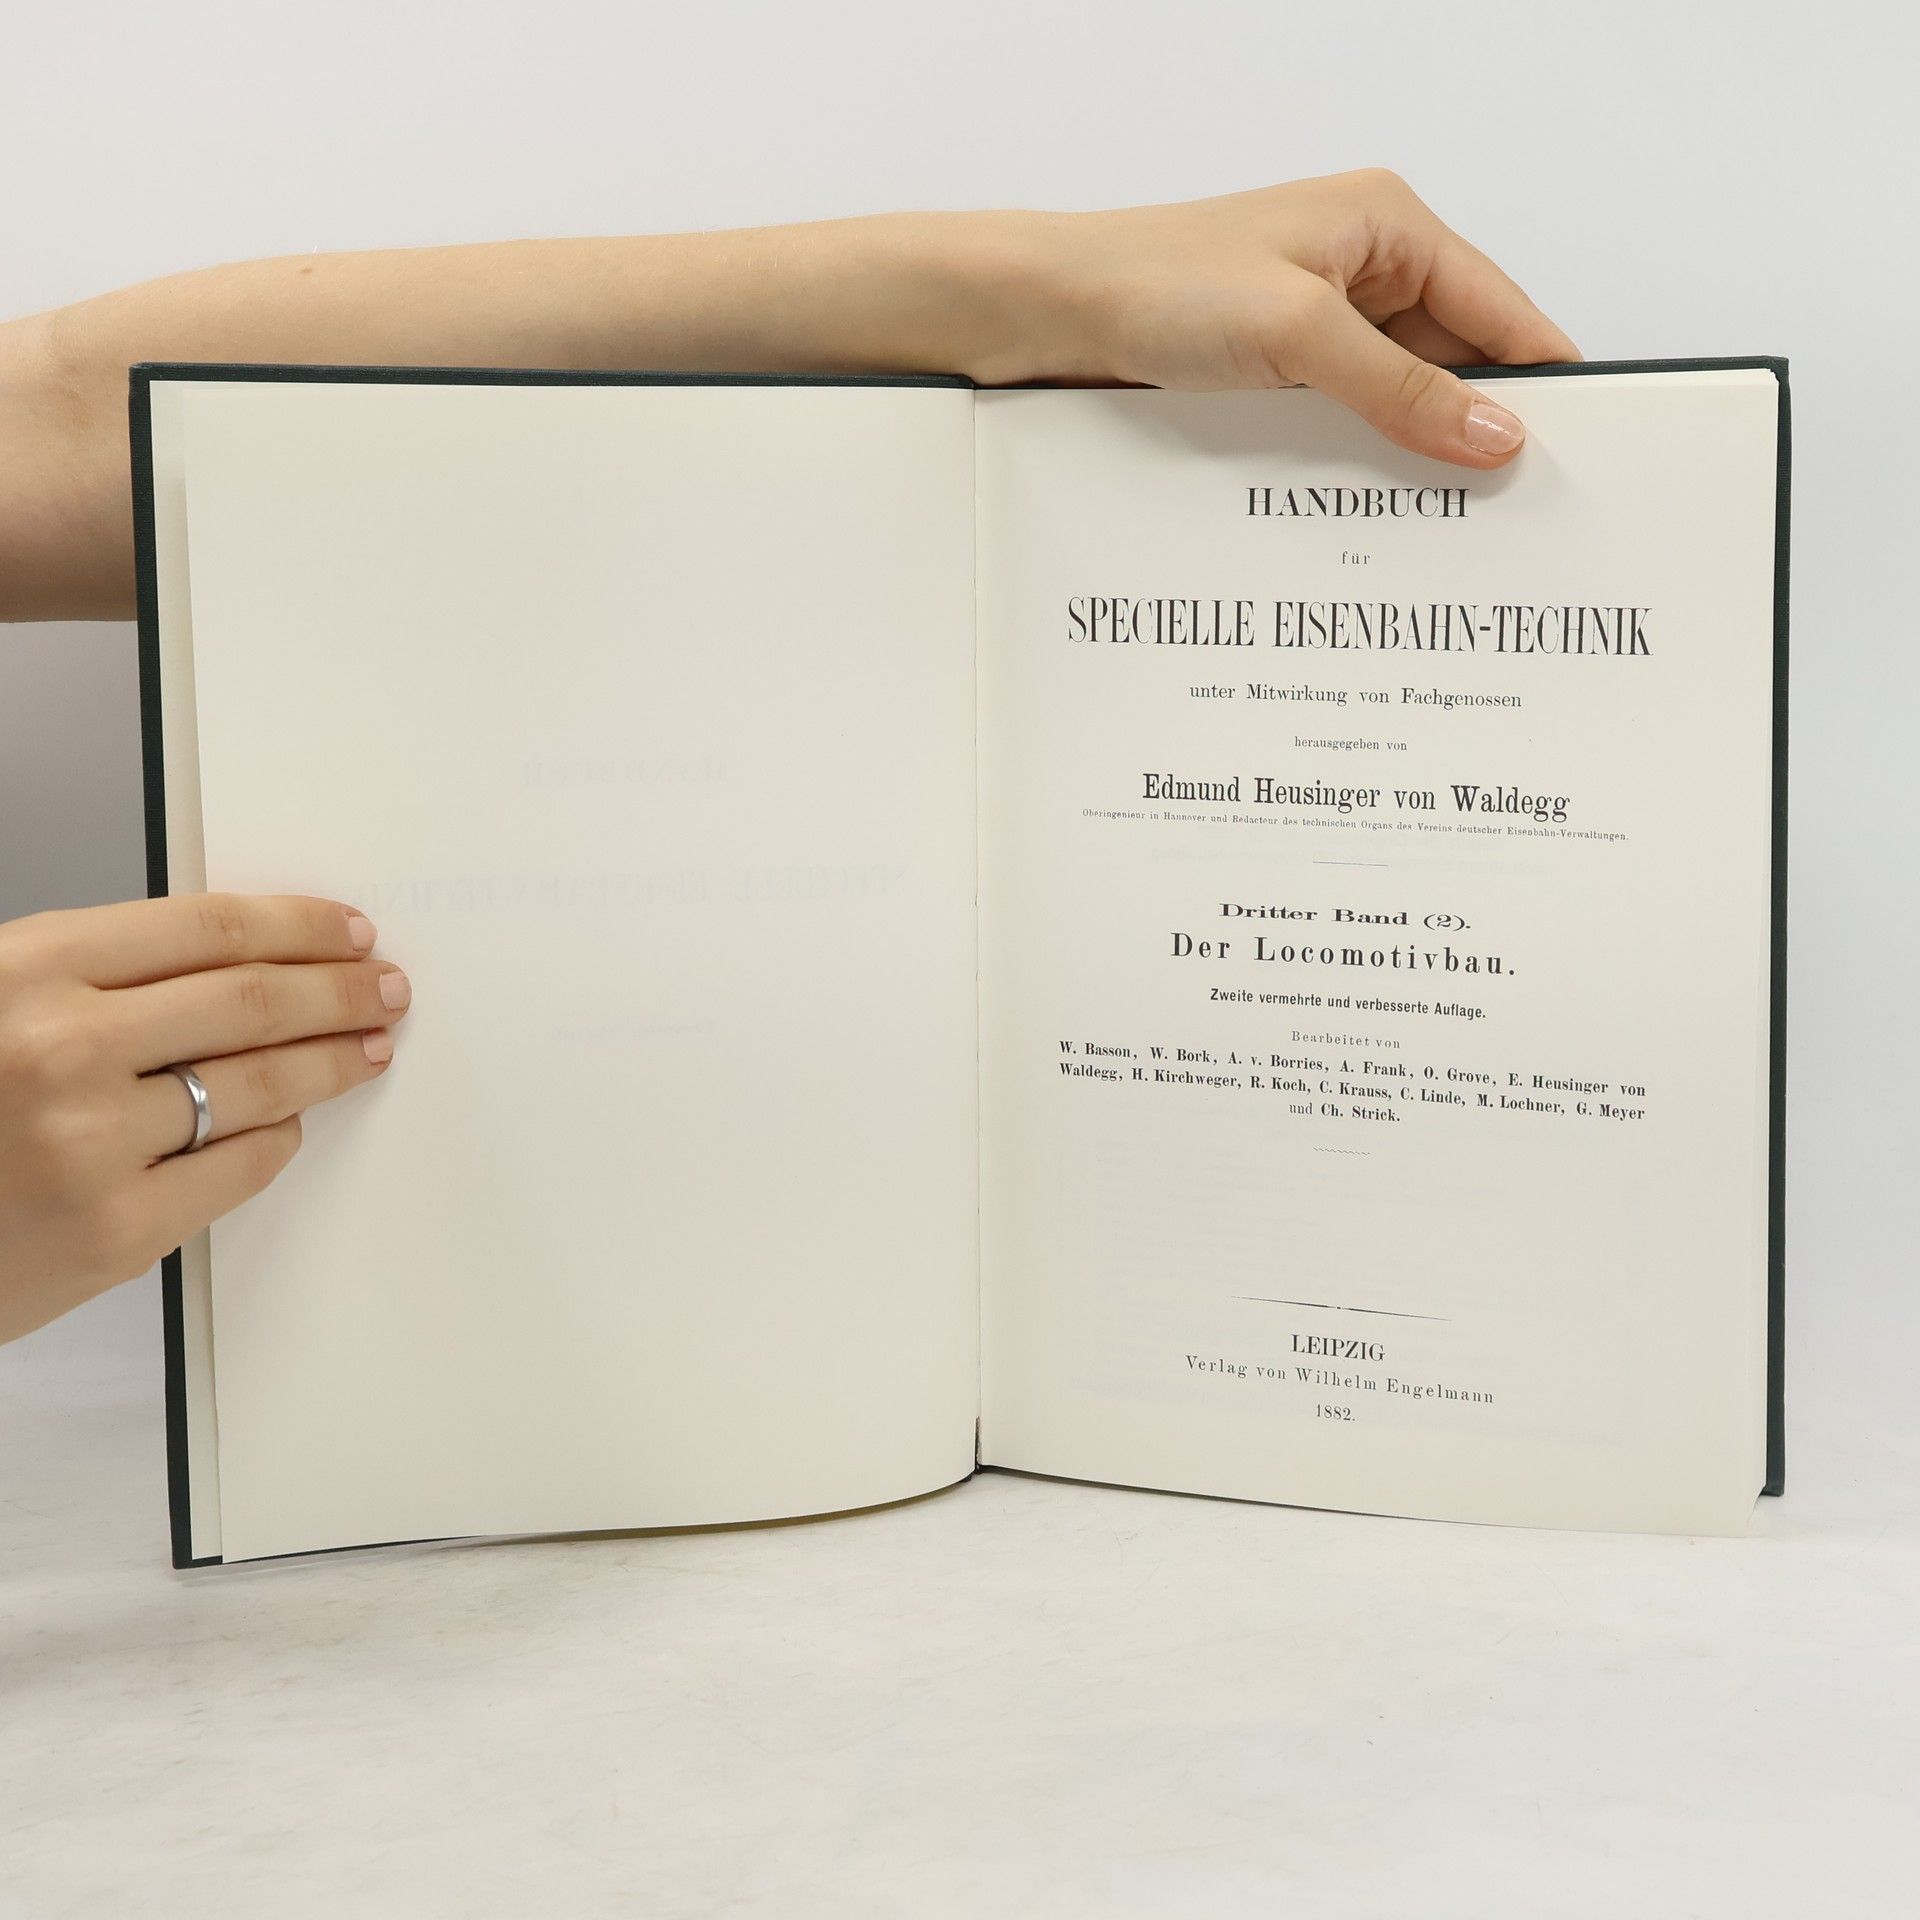 HANDBUCH
für
SPECIELLE EISENBAHN-TECHNIK
unter Mitwirkung von Fachgenossen
herausgegeben von
Edmund Heusinger von Waldegg
Oberingenieur in Hannover und Redacteur des technischen Organs des Vereins deutscher Eisenbahn-Verwaltungen.
Dritter Band (2).
Der Locomotivbau.
Zweite vermehrte und verbesserte Auflage.
Bearbeitet von
W. Basson, W. Bork, A. v. Borries, A. Frank, O. Grove, E. Heusinger von
Waldegg, H. Kirchweger, R. Koch, C. Krauss, C. Linde, M. Lochner, G. Meyer
und Ch. Strick.
LEIPZIG
Verlag von Wilhelm Engelmann
1882.